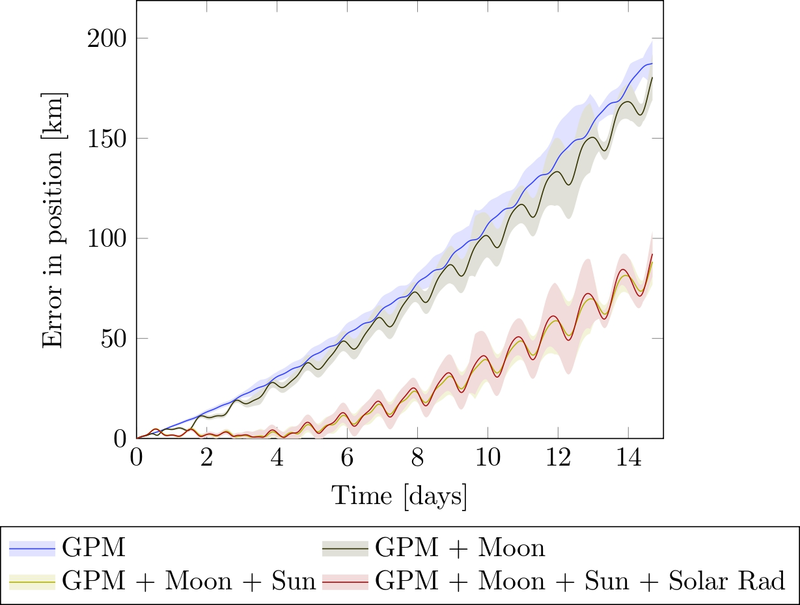 200
150
100
50
0
0 2 4 6 8 10 12 14
Error in position [km]
Time [days]
GPM GPM + Moon
GPM + Moon + Sun GPM + Moon + Sun + Solar Rad